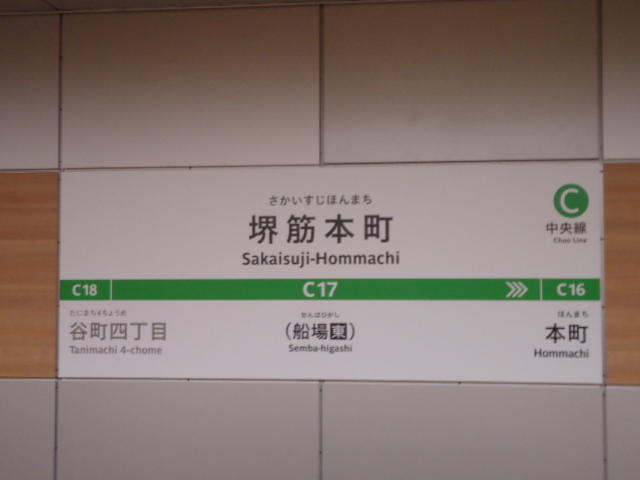 さかいすじほんまち
堺筋本町
Sakaisuji-Hommachi
C
中央線
Chuo Line
C18 C17 C16
たにまち4ちょうめ
谷町四丁目
Tanimachi 4-chome
せんばひがし
(船場東)
Semba-higashi
ほんまち
本町
Hommachi